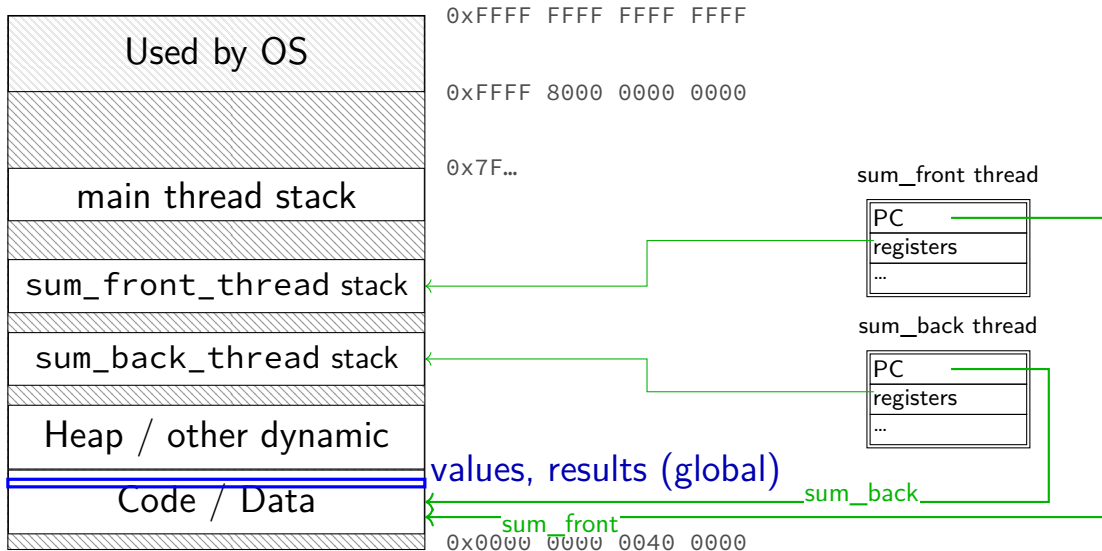 0xFFFF FFFF FFFF FFFF
Used by OS
0xFFFF 8000 0000 0000
0x7F…
main thread stack
sum_front thread
PC
registers
…
sum_front_thread stack
sum_back thread
sum_back_thread stack
PC
registers
…
Heap / other dynamic
values, results (global)
Code / Data
sum_back
sum_front
0x0000 0000 0040 0000